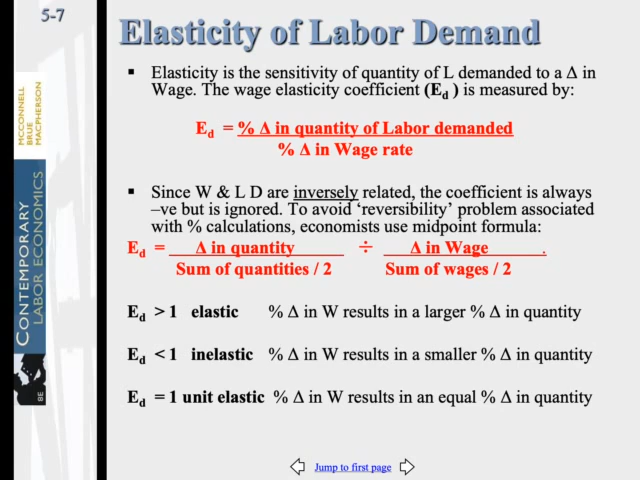 5-7
Elasticity of Labor Demand
MCCONNELL
BRUE
MACPHERSON
CONTEMPORARY
LABOR ECONOMICS
8E
▪ Elasticity is the sensitivity of quantity of L demanded to a Δ in
Wage. The wage elasticity coefficient (Ed ) is measured by:
Ed = % Δ in quantity of Labor demanded
% Δ in Wage rate
▪ Since W & L D are inversely related, the coefficient is always
–ve but is ignored. To avoid ‘reversibility’ problem associated
with % calculations, economists use midpoint formula:
Ed = Δ in quantity ÷ Δ in Wage .
Sum of quantities / 2 Sum of wages / 2
Ed > 1 elastic % Δ in W results in a larger % Δ in quantity
Ed < 1 inelastic % Δ in W results in a smaller % Δ in quantity
Ed = 1 unit elastic % Δ in W results in an equal % Δ in quantity
Jump to first page